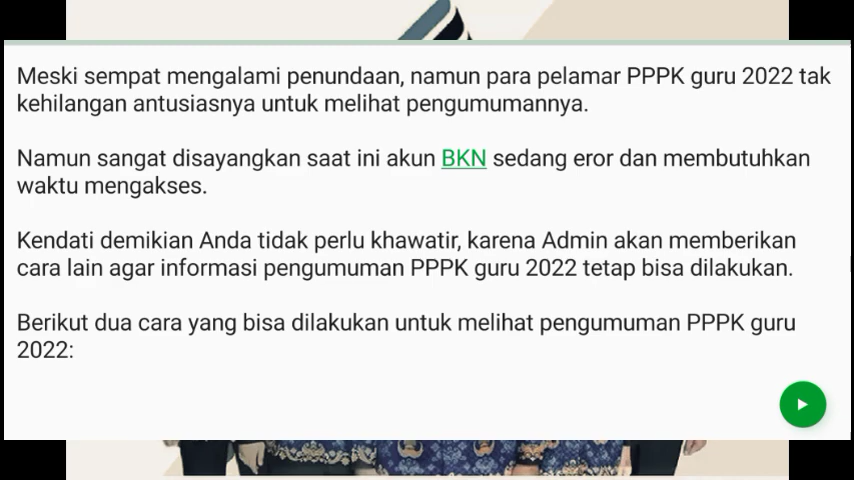 Meski sempat mengalami penundaan, namun para pelamar PPPK guru 2022 tak
kehilangan antusiasnya untuk melihat pengumumannya.
Namun sangat disayangkan saat ini akun BKN sedang eror dan membutuhkan
waktu mengakses.
Kendati demikian Anda tidak perlu khawatir, karena Admin akan memberikan
cara lain agar informasi pengumuman PPPK guru 2022 tetap bisa dilakukan.
Berikut dua cara yang bisa dilakukan untuk melihat pengumuman PPPK guru
2022: